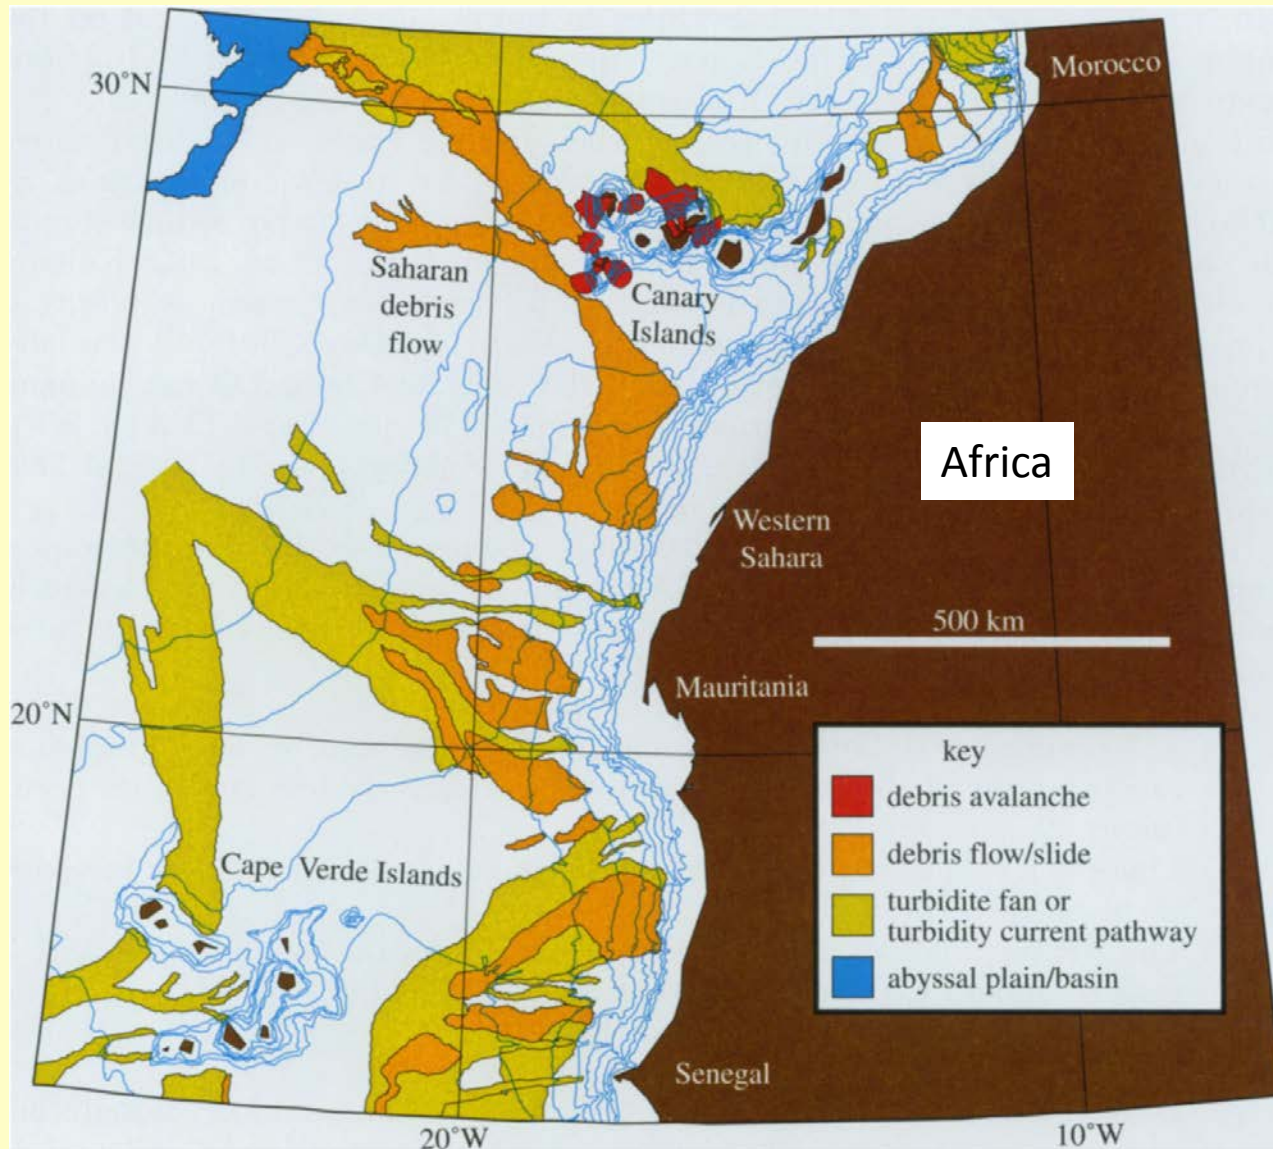 Morocco
30°N
Saharan
debris
flow
Canary
Islands
Africa
Western
Sahara
500 km
Mauritania
20°N
key
debris avalanche
debris flow/slide
turbidite fan or
turbidity current pathway
abyssal plain/basin
Cape Verde Islands
Senegal
20°W
10°W